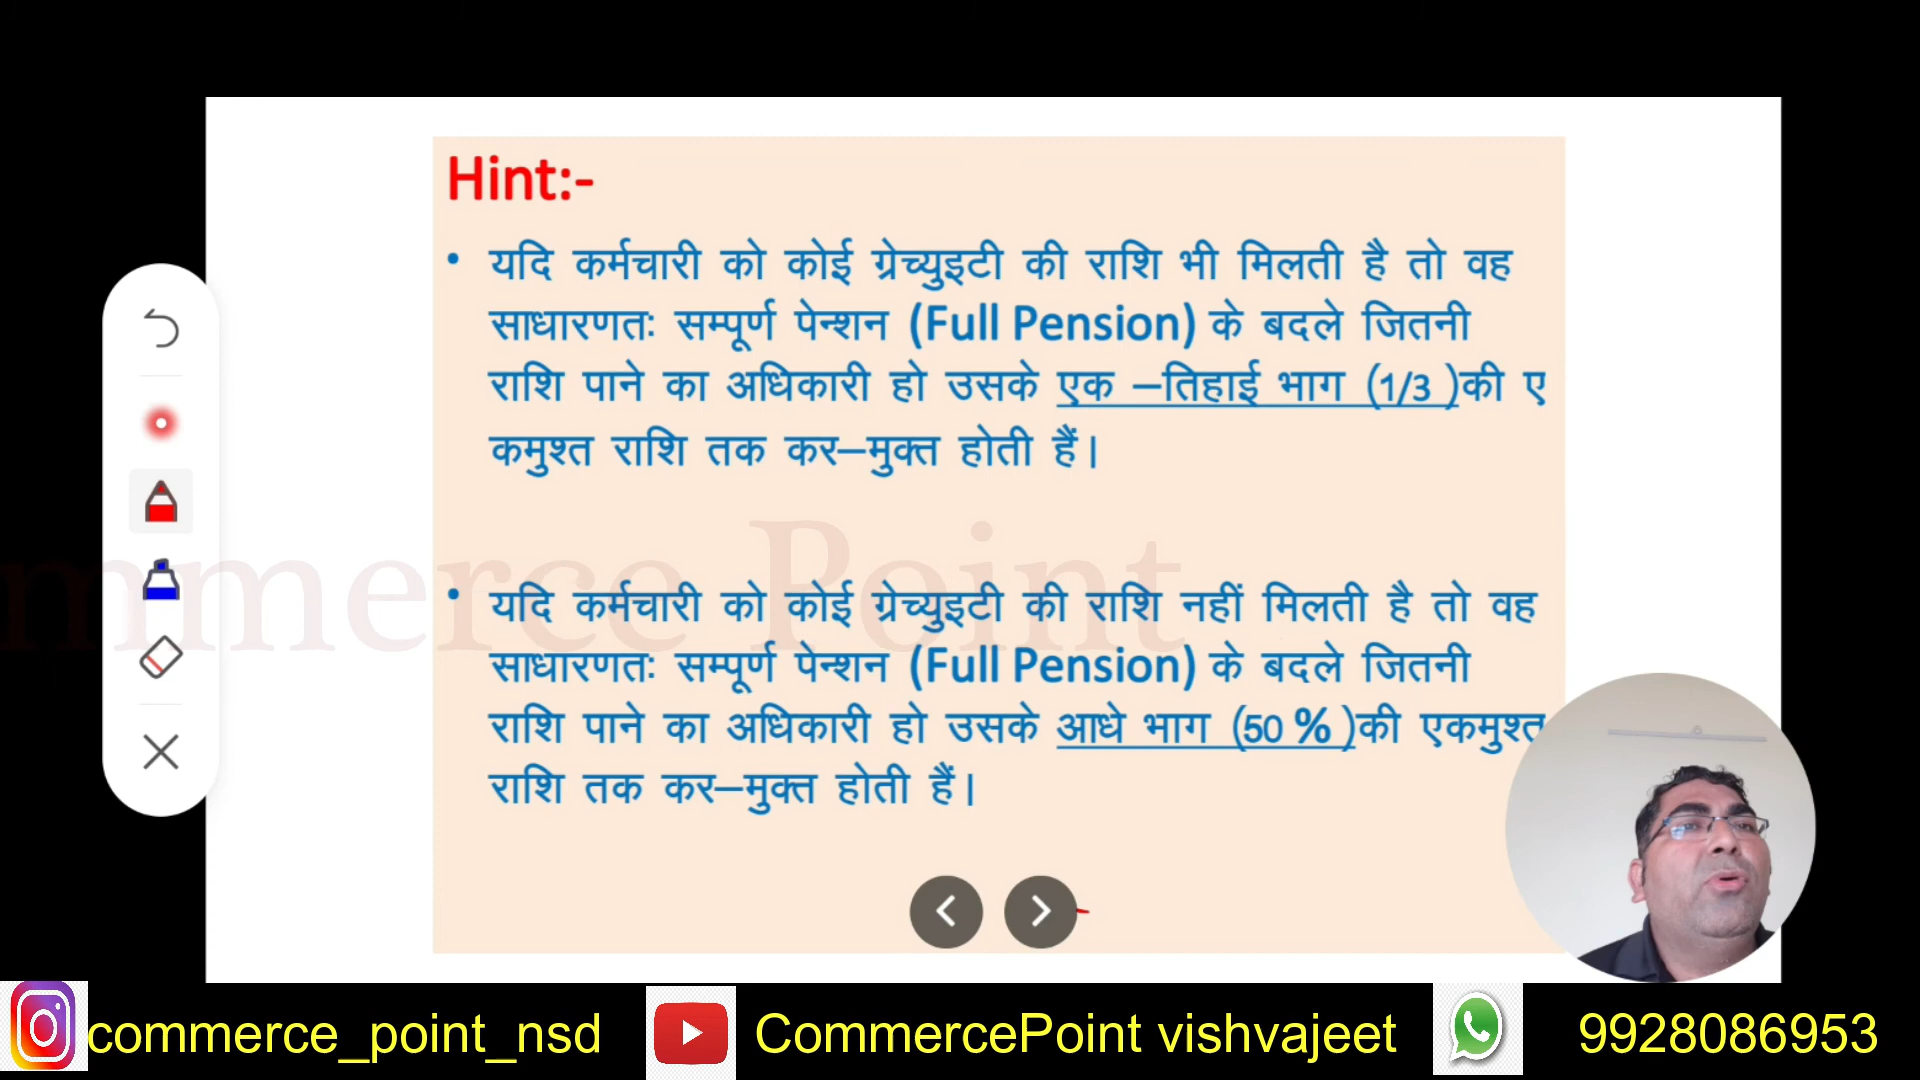 Hint:-
• यदि कर्मचारी को कोई ग्रेच्युइटी की राशि भी मिलती है तो वह
साधारणतः सम्पूर्ण पेन्शन (Full Pension) के बदले जितनी
राशि पाने का अधिकारी हो उसके एक –तिहाई भाग (1/3 )की ए
कमुश्त राशि तक कर–मुक्त होती हैं।
mmerce Point
• यदि कर्मचारी को कोई ग्रेच्युइटी की राशि नहीं मिलती है तो वह
साधारणतः सम्पूर्ण पेन्शन (Full Pension) के बदले जितनी
राशि पाने का अधिकारी हो उसके आधे भाग (50 % )की एकमुश्त
राशि तक कर–मुक्त होती हैं।
commerce_point_nsd
CommercePoint vishvajeet
9928086953